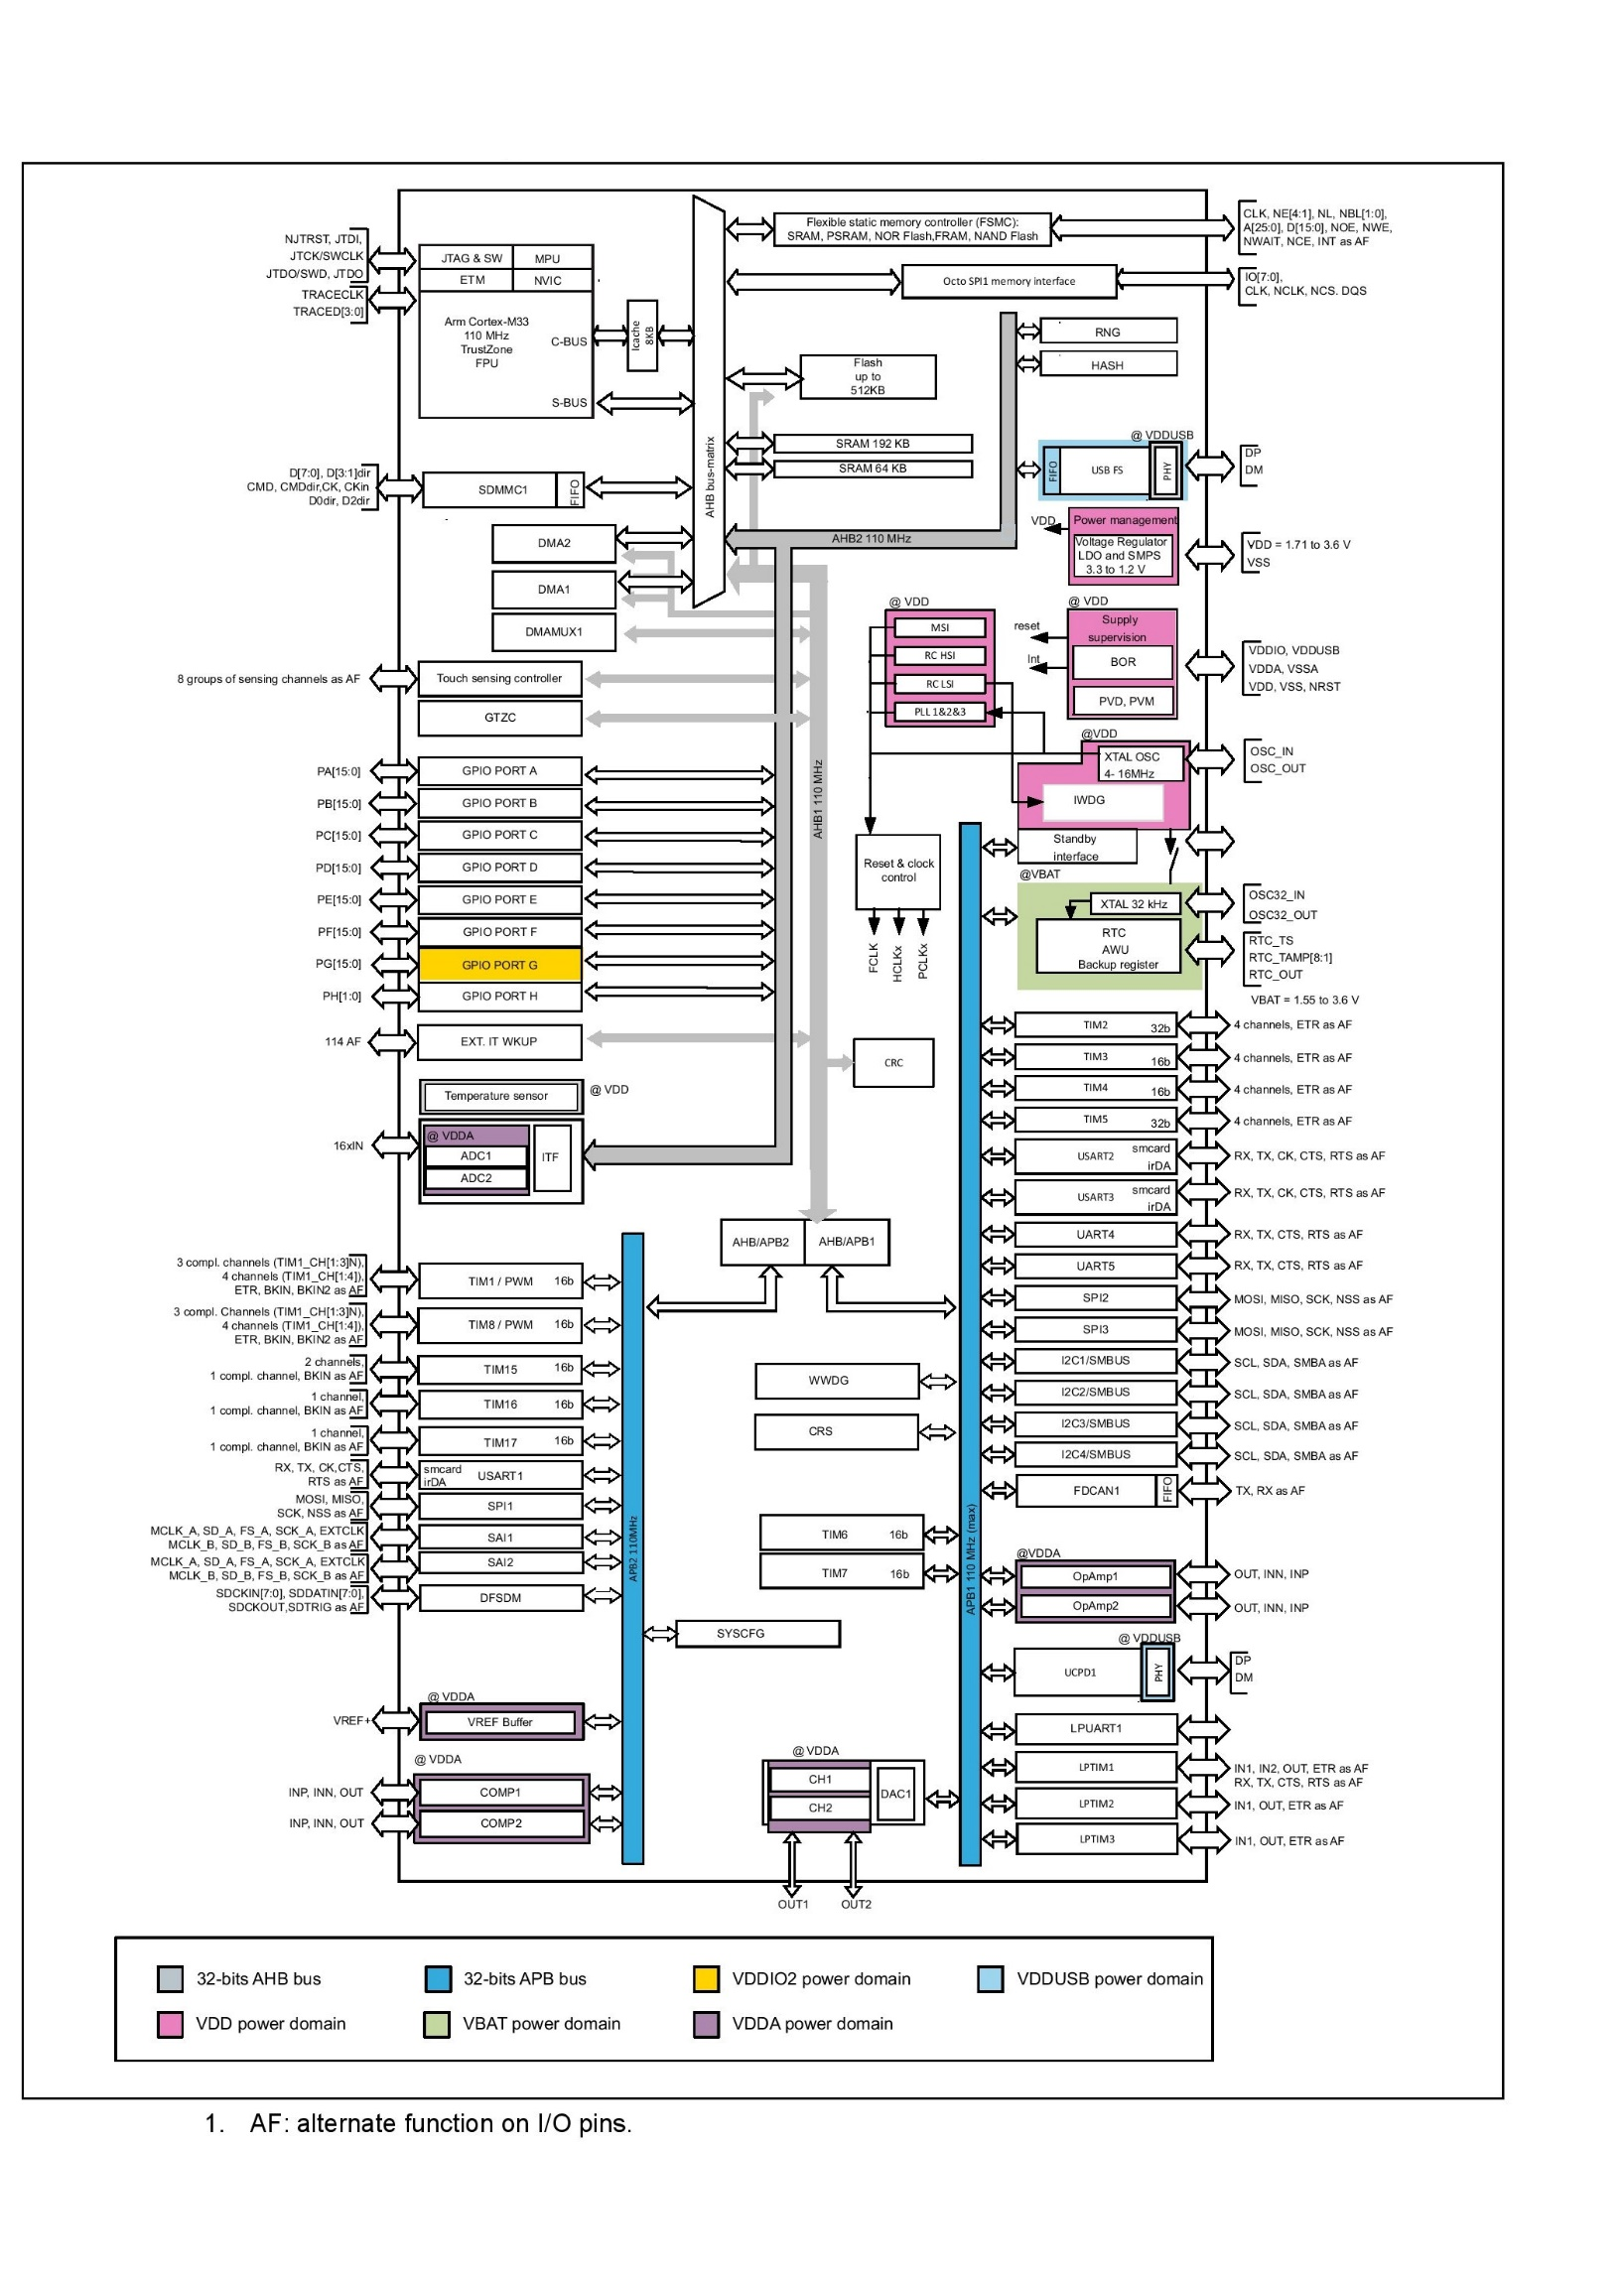 Flexible static memory controller (FSMC):
SRAM, PSRAM, NOR Flash,FRAM, NAND Flash
CLK, NE[4:1], NL, NBL[1:0],
A[25:0], D[15:0], NOE, NWE,
NWAIT, NCE, INT as AF
NJTRST, JTDI,
JTCK/SWCLK
JTDO/SWD, JTDO
TRACECLK
TRACED[3:0]
JTAG & SW
MPU
ETM
NVIC
Arm Cortex-M33
110 MHz
TrustZone
FPU
C-BUS
S-BUS
Icache
8KB
AHB bus-matrix
Octo SPI1 memory interface
IO[7:0],
CLK, NCLK, NCS. DQS
RNG
HASH
Flash
up to
512KB
SRAM 192 KB
SRAM 64 KB
@ VDDUSB
FIFO
USB FS
PHY
DP
DM
D[7:0], D[3:1]dir
CMD, CMDdir,CK, CKin
D0dir, D2dir
SDMMC1
FIFO
DMA2
DMA1
DMAMUX1
AHB2 110 MHz
VDD
Power management
Voltage Regulator
LDO and SMPS
3.3 to 1.2 V
VDD = 1.71 to 3.6 V
VSS
@ VDD
MSI
RC HSI
RC LSI
PLL 1&2&3
@ VDD
reset
Int
Supply
supervision
BOR
PVD, PVM
VDDIO, VDDUSB
VDDA, VSSA
VDD, VSS, NRST
8 groups of sensing channels as AF
Touch sensing controller
GTZC
@VDD
XTAL OSC
4- 16MHz
IWDG
OSC_IN
OSC_OUT
Standby
interface
@VBAT
XTAL 32 kHz
RTC
AWU
Backup register
OSC32_IN
OSC32_OUT
RTC_TS
RTC_TAMP[8:1]
RTC_OUT
VBAT = 1.55 to 3.6 V
AHB1 110 MHz
Reset & clock
control
FCLK
HCLKx
PCLKx
PA[15:0]
GPIO PORT A
PB[15:0]
GPIO PORT B
PC[15:0]
GPIO PORT C
PD[15:0]
GPIO PORT D
PE[15:0]
GPIO PORT E
PF[15:0]
GPIO PORT F
PG[15:0]
GPIO PORT G
PH[1:0]
GPIO PORT H
114 AF
EXT. IT WKUP
CRC
Temperature sensor
@ VDD
16xIN
@ VDDA
ADC1
ADC2
ITF
AHB/APB2
AHB/APB1
TIM2
32b
4 channels, ETR as AF
TIM3
16b
4 channels, ETR as AF
TIM4
16b
4 channels, ETR as AF
TIM5
32b
4 channels, ETR as AF
USART2
smcard
irDA
RX, TX, CK, CTS, RTS as AF
USART3
smcard
irDA
RX, TX, CK, CTS, RTS as AF
UART4
RX, TX, CTS, RTS as AF
UART5
RX, TX, CTS, RTS as AF
SPI2
MOSI, MISO, SCK, NSS as AF
SPI3
MOSI, MISO, SCK, NSS as AF
I2C1/SMBUS
SCL, SDA, SMBA as AF
I2C2/SMBUS
SCL, SDA, SMBA as AF
I2C3/SMBUS
SCL, SDA, SMBA as AF
I2C4/SMBUS
SCL, SDA, SMBA as AF
FDCAN1
FIFO
TX, RX as AF
3 compl. channels (TIM1_CH[1:3]N),
4 channels (TIM1_CH[1:4]),
ETR, BKIN, BKIN2 as AF
TIM1 / PWM
16b
3 compl. Channels (TIM1_CH[1:3]N),
4 channels (TIM1_CH[1:4]),
ETR, BKIN, BKIN2 as AF
TIM8 / PWM
16b
2 channels,
1 compl. channel, BKIN as AF
TIM15
16b
1 channel,
1 compl. channel, BKIN as AF
TIM16
16b
1 channel,
1 compl. channel, BKIN as AF
TIM17
16b
RX, TX, CK,CTS,
RTS as AF
smcard
irDA
USART1
MOSI, MISO,
SCK, NSS as AF
SPI1
MCLK_A, SD_A, FS_A, SCK_A, EXTCLK
MCLK_B, SD_B, FS_B, SCK_B as AF
SAI1
MCLK_A, SD_A, FS_A, SCK_A, EXTCLK
MCLK_B, SD_B, FS_B, SCK_B as AF
SAI2
SDCKIN[7:0], SDDATIN[7:0],
SDCKOUT,SDTRIG as AF
DFSDM
APB2 110MHz
WWDG
CRS
TIM6
16b
TIM7
16b
APB1 110 MHz (max)
SYSCFG
@VDDA
OpAmp1
OUT, INN, INP
OpAmp2
OUT, INN, INP
@ VDDUSB
UCPD1
PHY
DP
DM
LPUART1
LPTIM1
IN1, IN2, OUT, ETR as AF
RX, TX, CTS, RTS as AF
LPTIM2
IN1, OUT, ETR as AF
LPTIM3
IN1, OUT, ETR as AF
@ VDDA
VREF+
VREF Buffer
@ VDDA
INP, INN, OUT
COMP1
INP, INN, OUT
COMP2
@ VDDA
CH1
CH2
DAC1
OUT1
OUT2
32-bits AHB bus
32-bits APB bus
VDDIO2 power domain
VDDUSB power domain
VDD power domain
VBAT power domain
VDDA power domain
1. AF: alternate function on I/O pins.